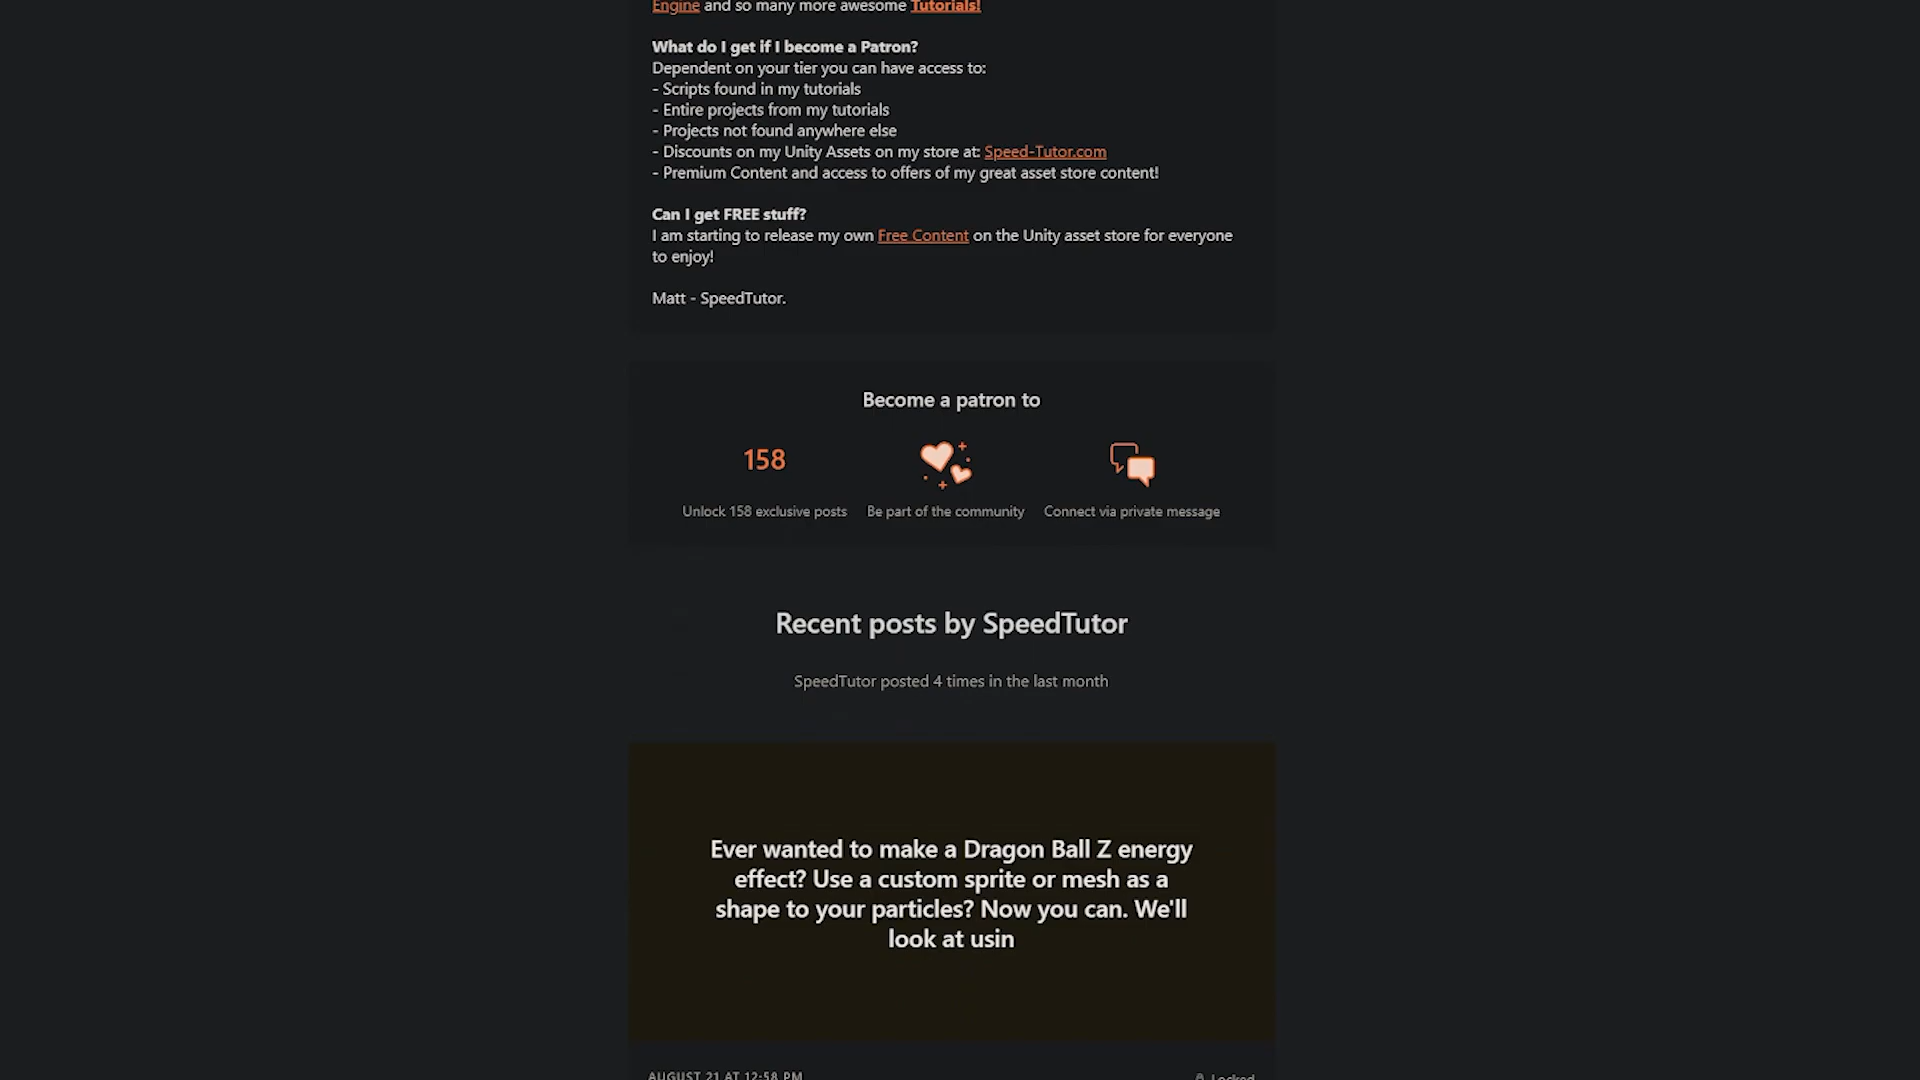 Engine and so many more awesome Tutorials!
What do I get if I become a Patron?
Dependent on your tier you can have access to:
- Scripts found in my tutorials
- Entire projects from my tutorials
- Projects not found anywhere else
- Discounts on my Unity Assets on my store at: Speed-Tutor.com
- Premium Content and access to offers of my great asset store content!
Can I get FREE stuff?
I am starting to release my own Free Content on the Unity asset store for everyone
to enjoy!
Matt - SpeedTutor.
Become a patron to
158
Unlock 158 exclusive posts
Be part of the community
Connect via private message
Recent posts by SpeedTutor
SpeedTutor posted 4 times in the last month
Ever wanted to make a Dragon Ball Z energy
effect? Use a custom sprite or mesh as a
shape to your particles? Now you can. We'll
look at usin
AUGUST 21 AT 12:58 PM
Locked